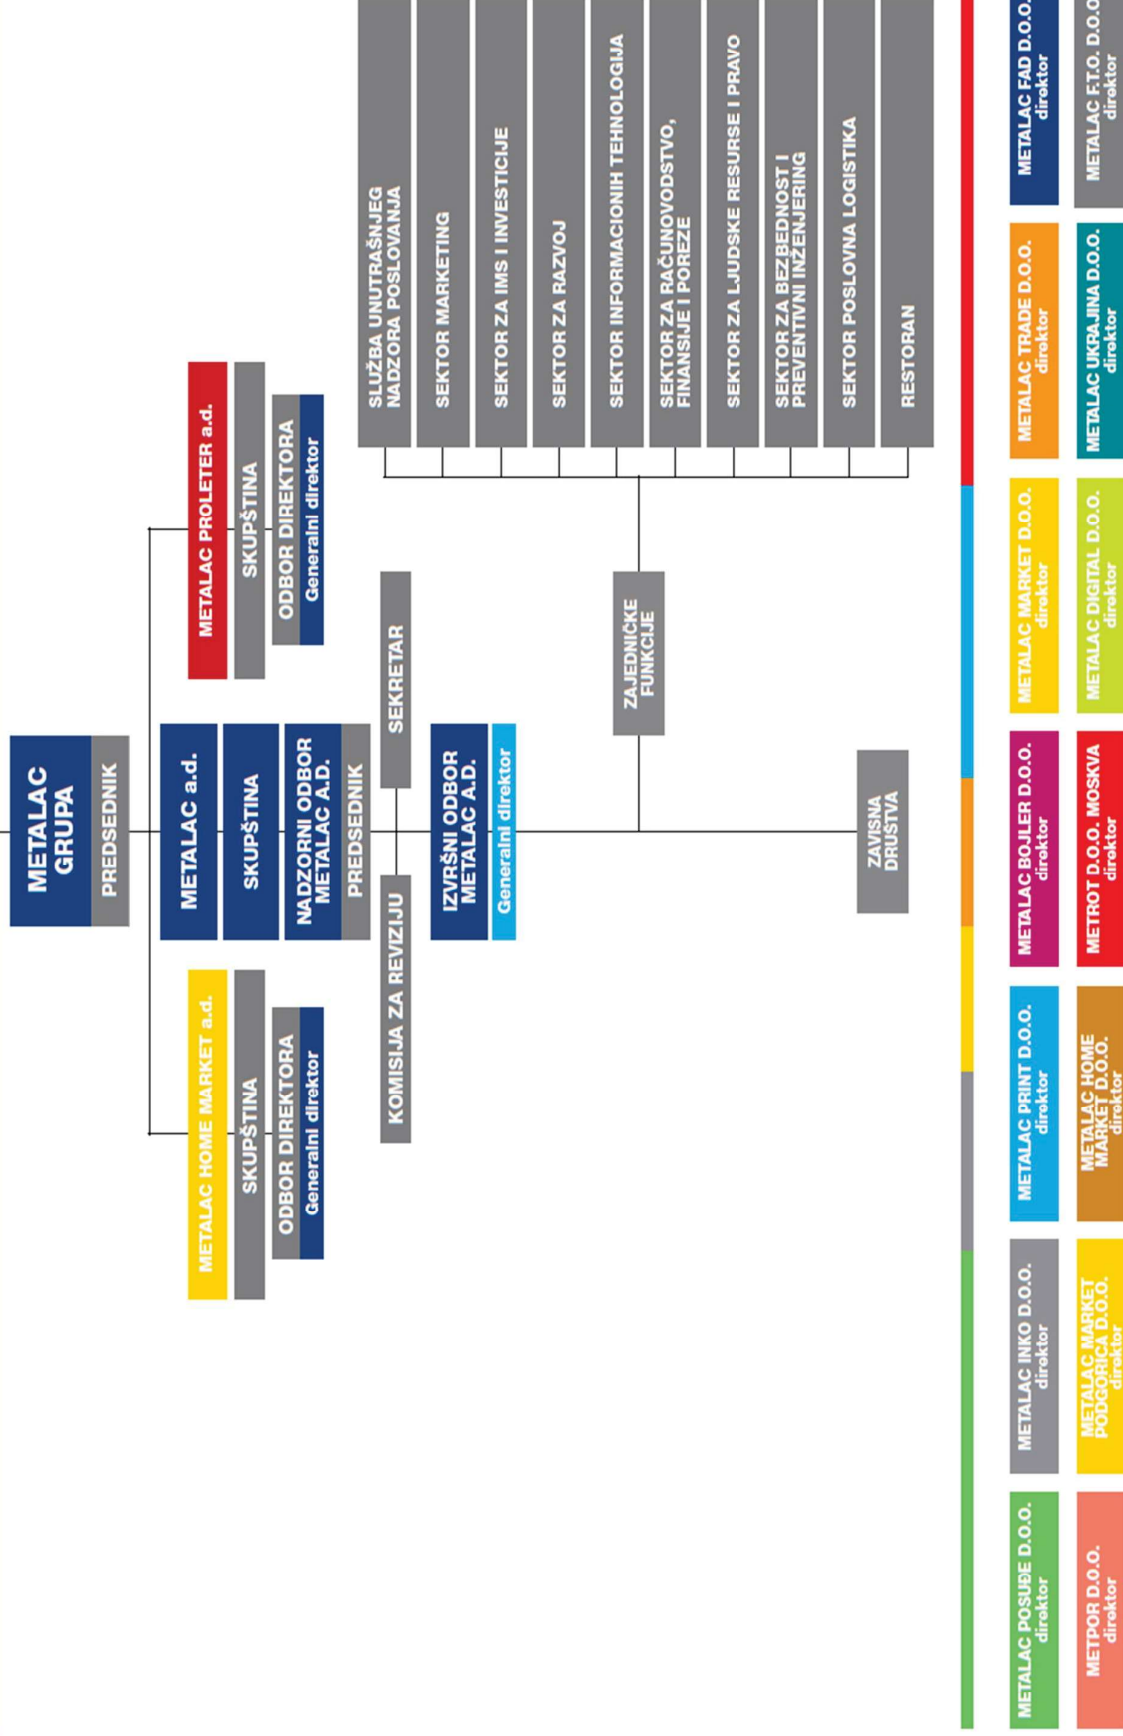 METALAC
GRUPA
PREDSEDNIK
METALAC HOME MARKET a.d.
SKUPŠTINA
ODBOR DIREKTORA
Generalni direktor
METALAC a.d.
SKUPŠTINA
NADZORNI ODBOR
METALAC A.D.
PREDSEDNIK
METALAC PROLETER a.d.
SKUPŠTINA
ODBOR DIREKTORA
Generalni direktor
KOMISIJA ZA REVIZIJU
SEKRETAR
IZVRŠNI ODBOR
METALAC A.D.
Generalni direktor
ZAJEDNIČKE
FUNKCIJE
SLUŽBA UNUTRAŠNJEG
NADZORA POSLOVANJA
SEKTOR MARKETING
SEKTOR ZA IMS I INVESTICIJE
SEKTOR ZA RAZVOJ
SEKTOR INFORMACIONIH TEHNOLOGIJA
SEKTOR ZA RAČUNOVODSTVO,
FINANSIJE I POREZE
SEKTOR ZA LJUDSKE RESURSE I PRAVO
SEKTOR ZA BEZBEDNOST I
PREVENTIVNI INŽENJERING
SEKTOR POSLOVNA LOGISTIKA
RESTORAN
ZAVISNA
DRUŠTVA
METALAC POSUĐE D.O.O.
direktor
METALAC INKO D.O.O.
direktor
METALAC PRINT D.O.O.
direktor
METALAC BOJLER D.O.O.
direktor
METALAC MARKET D.O.O.
direktor
METALAC TRADE D.O.O.
direktor
METALAC FAD D.O.O.
direktor
METPOR D.O.O.
direktor
METALAC MARKET
PODGORICA D.O.O.
direktor
METALAC HOME
MARKET D.O.O.
direktor
METROT D.O.O. MOSKVA
direktor
METALAC DIGITAL D.O.O.
direktor
METALAC UKRAJINA D.O.O.
direktor
METALAC F.T.O. D.O.O
direktor